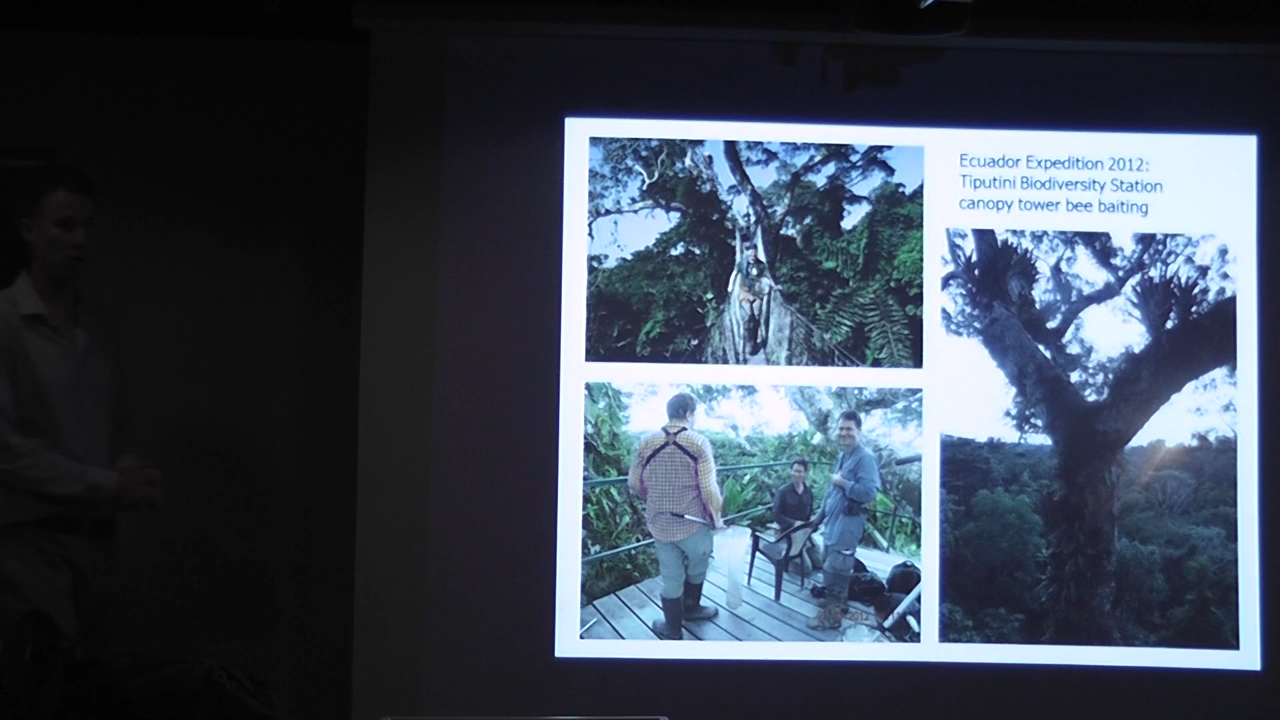 Ecuador Expedition 2012:
Tiputini Biodiversity Station
canopy tower bee baiting